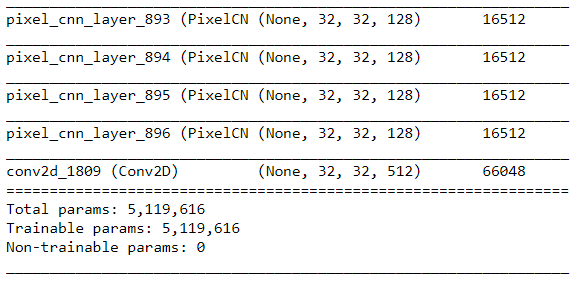 pixel_cnn_layer_893 (PixelCN (None, 32, 32, 128) 16512
pixel_cnn_layer_894 (PixelCN (None, 32, 32, 128) 16512
pixel_cnn_layer_895 (PixelCN (None, 32, 32, 128) 16512
pixel_cnn_layer_896 (PixelCN (None, 32, 32, 128) 16512
conv2d_1809 (Conv2D) (None, 32, 32, 512) 66048
Total params: 5,119,616
Trainable params: 5,119,616
Non-trainable params: 0